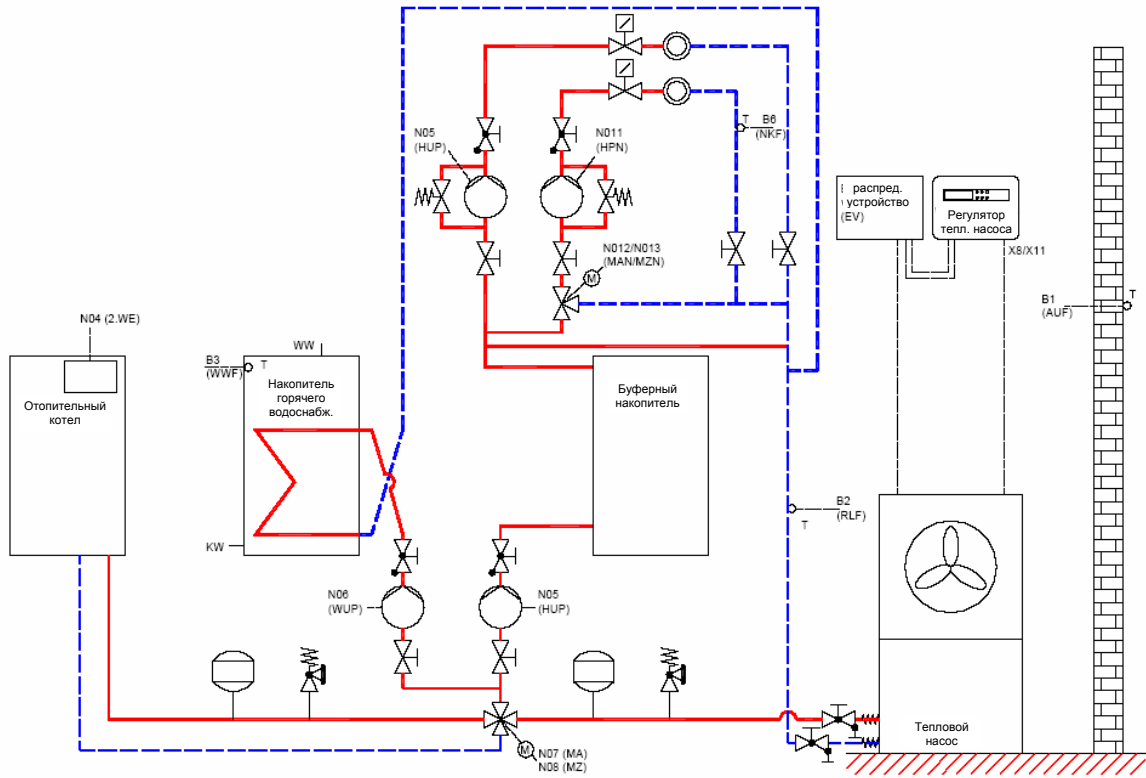 N05
(HUP)
N011
(HPN)
T
B6
(NKF)
распред.
устройство
(EV)
Регулятор
тепл. насоса
X8/X11
N012/N013
(MAN/MZN)
M
B1
(AUF)
T
N04 (2.WE)
Отопительный
котел
WW
B3
(WWF)
T
Накопитель
горячего
водоснабж.
KW
Буферный
накопитель
B2
(RLF)
T
N06
(WUP)
N05
(HUP)
M
N07 (MA)
N08 (MZ)
Тепловой
насос